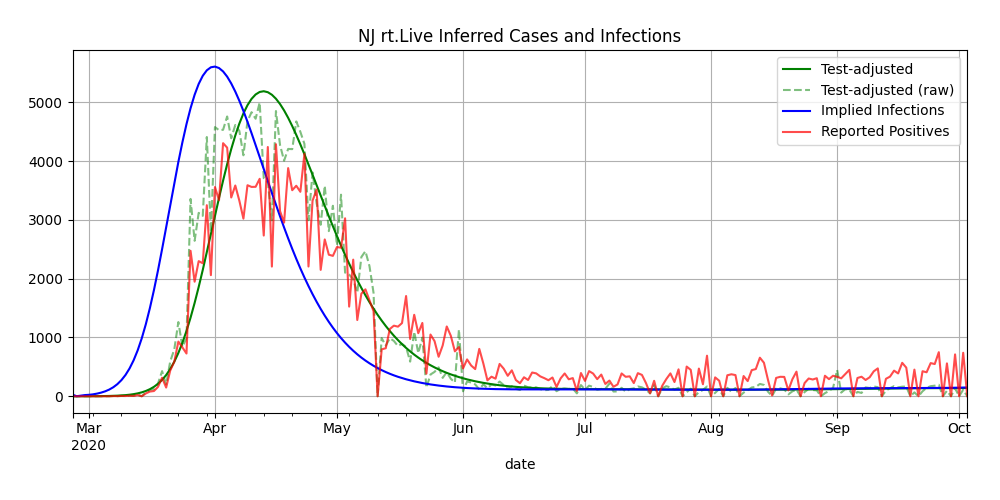 NJ rt.Live Inferred Cases and Infections
Test-adjusted
Test-adjusted (raw)
Implied Infections
Reported Positives
5000
4000
3000
2000
1000
0
Mar Apr May Jun Jul Aug Sep Oct
2020
date